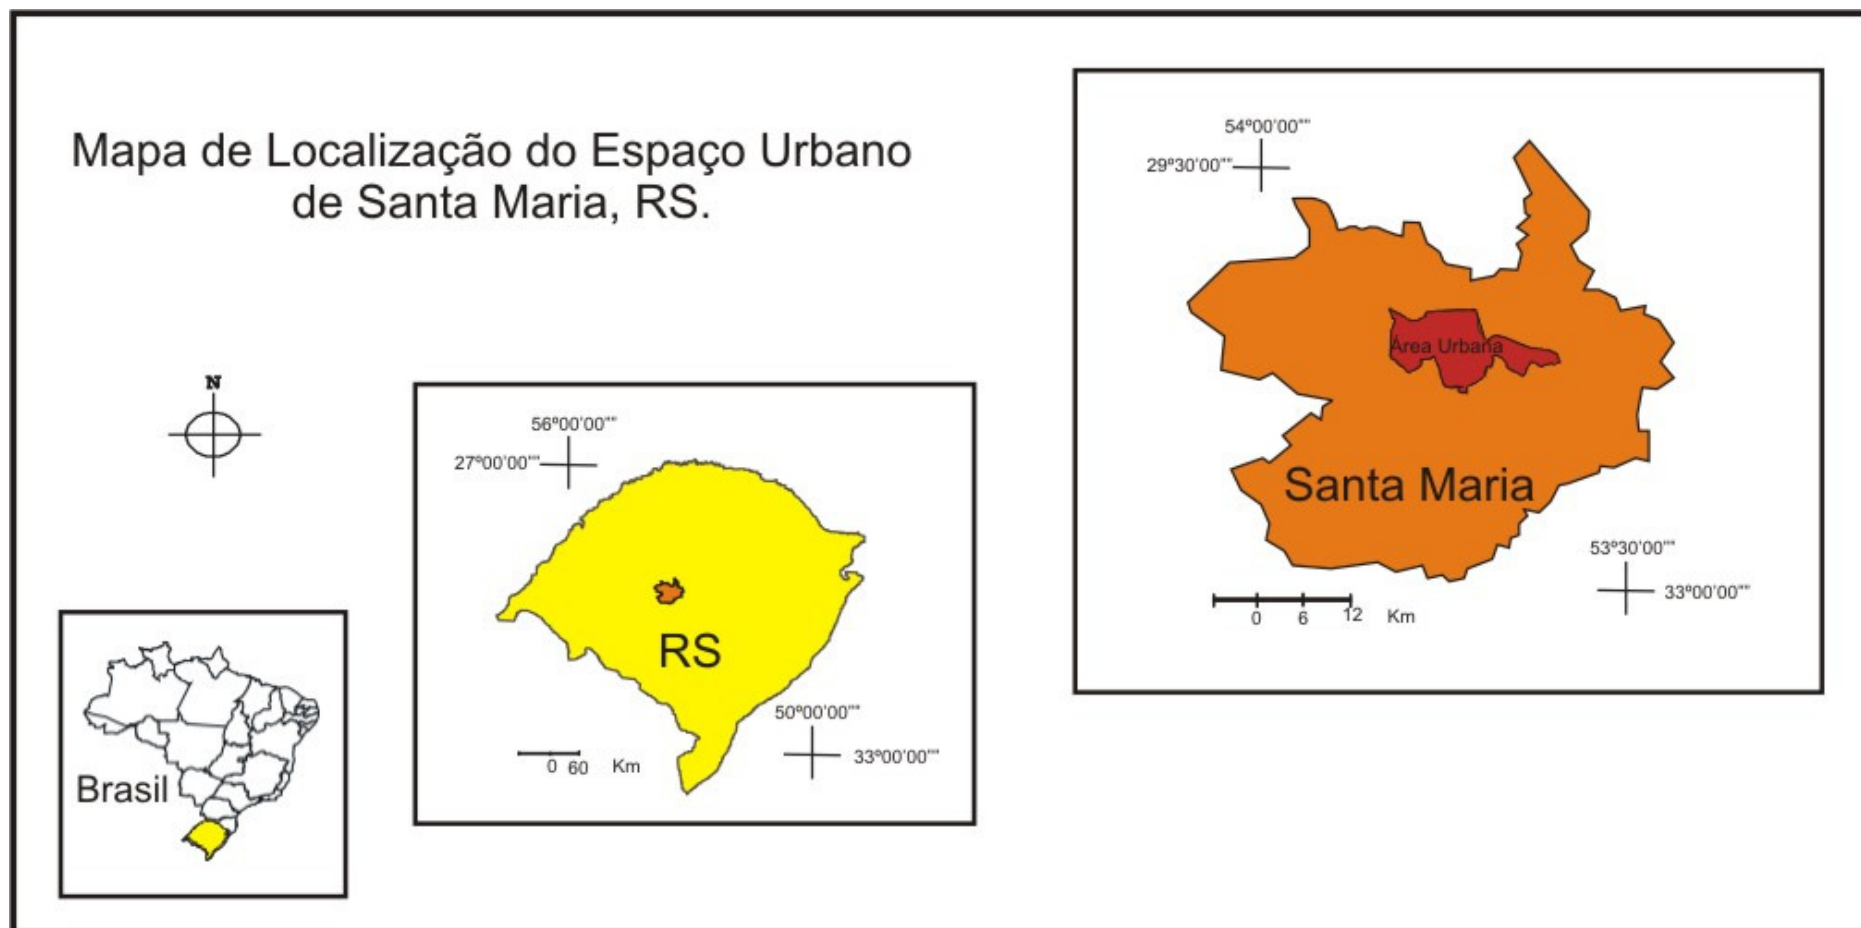 Mapa de Localização do Espaço Urbano
de Santa Maria, RS.
N
Brasil
56º00'00""
27º00'00""
RS
50º00'00""
33º00'00""
0 60 Km
54º00'00""
29º30'00""
Área Urbana
Santa Maria
53º30'00""
33º00'00""
0 6 12 Km